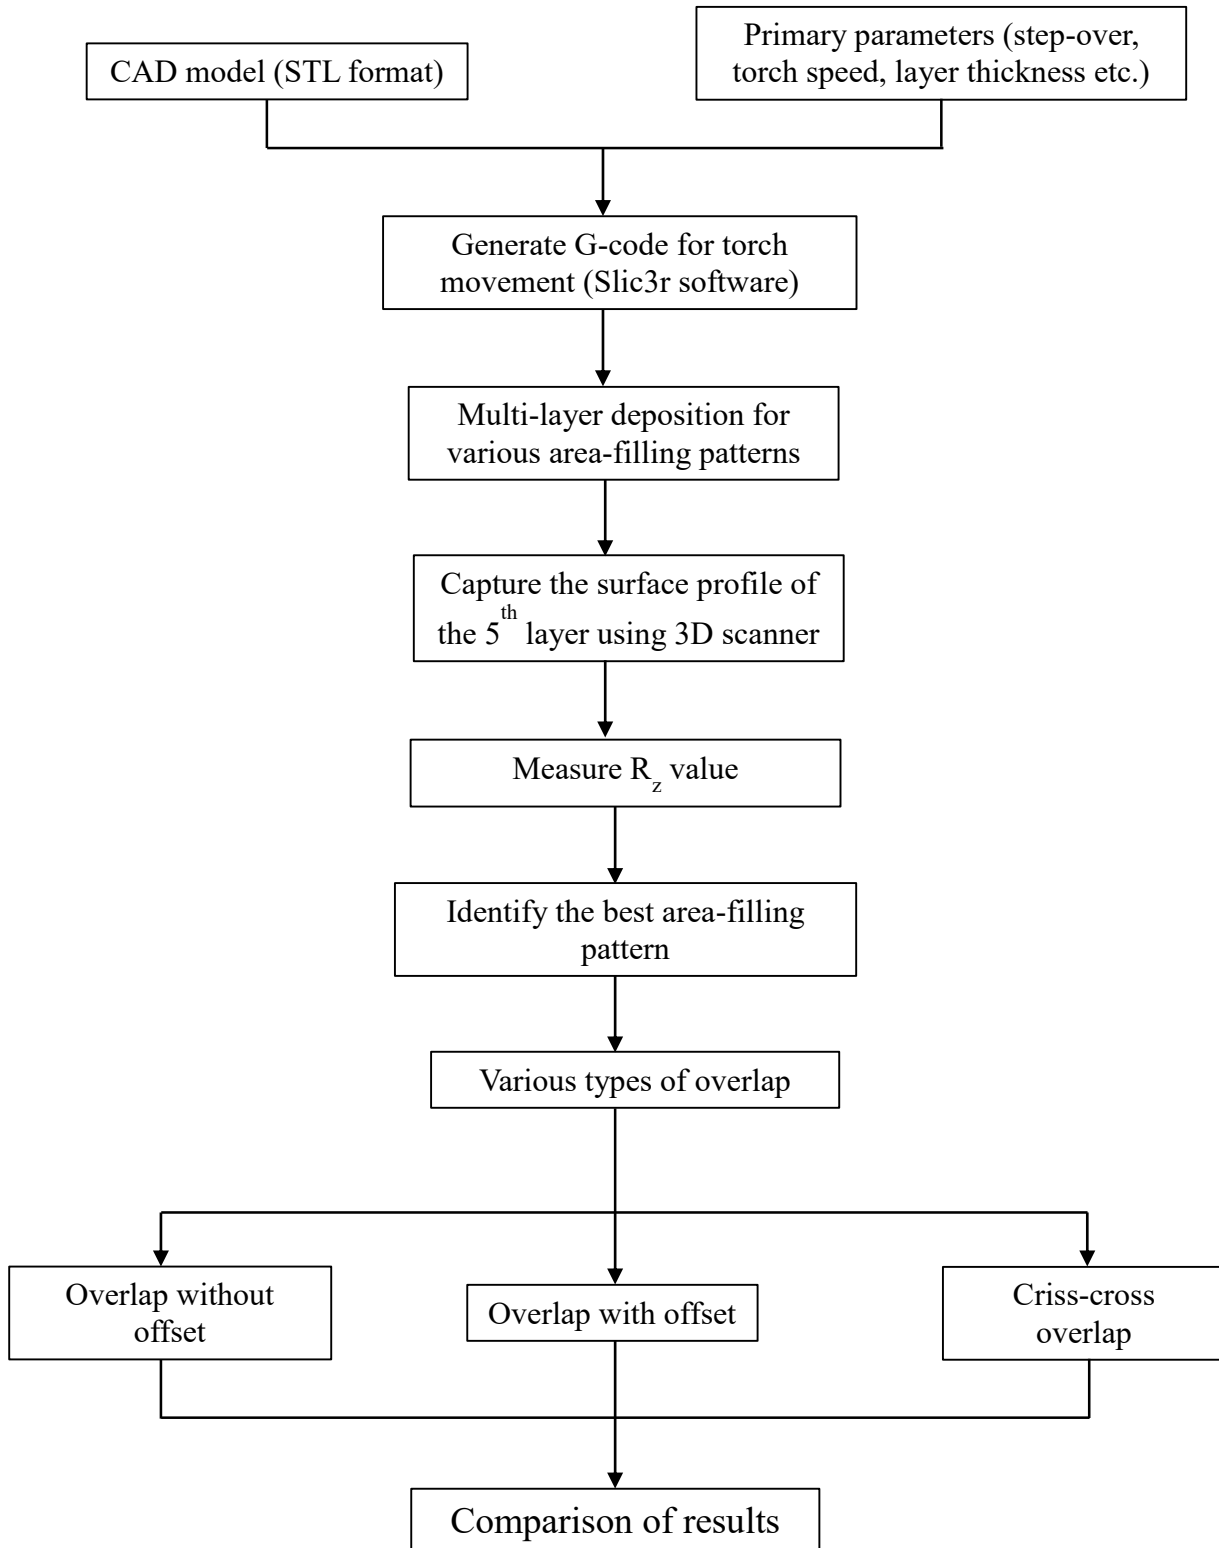 CAD model (STL format)
Primary parameters (step-over,
torch speed, layer thickness etc.)
Generate G-code for torch
movement (Slic3r software)
Multi-layer deposition for
various area-filling patterns
Capture the surface profile of
the 5th layer using 3D scanner
Measure Rz value
Identify the best area-filling
pattern
Various types of overlap
Overlap without
offset
Overlap with offset
Criss-cross
overlap
Comparison of results